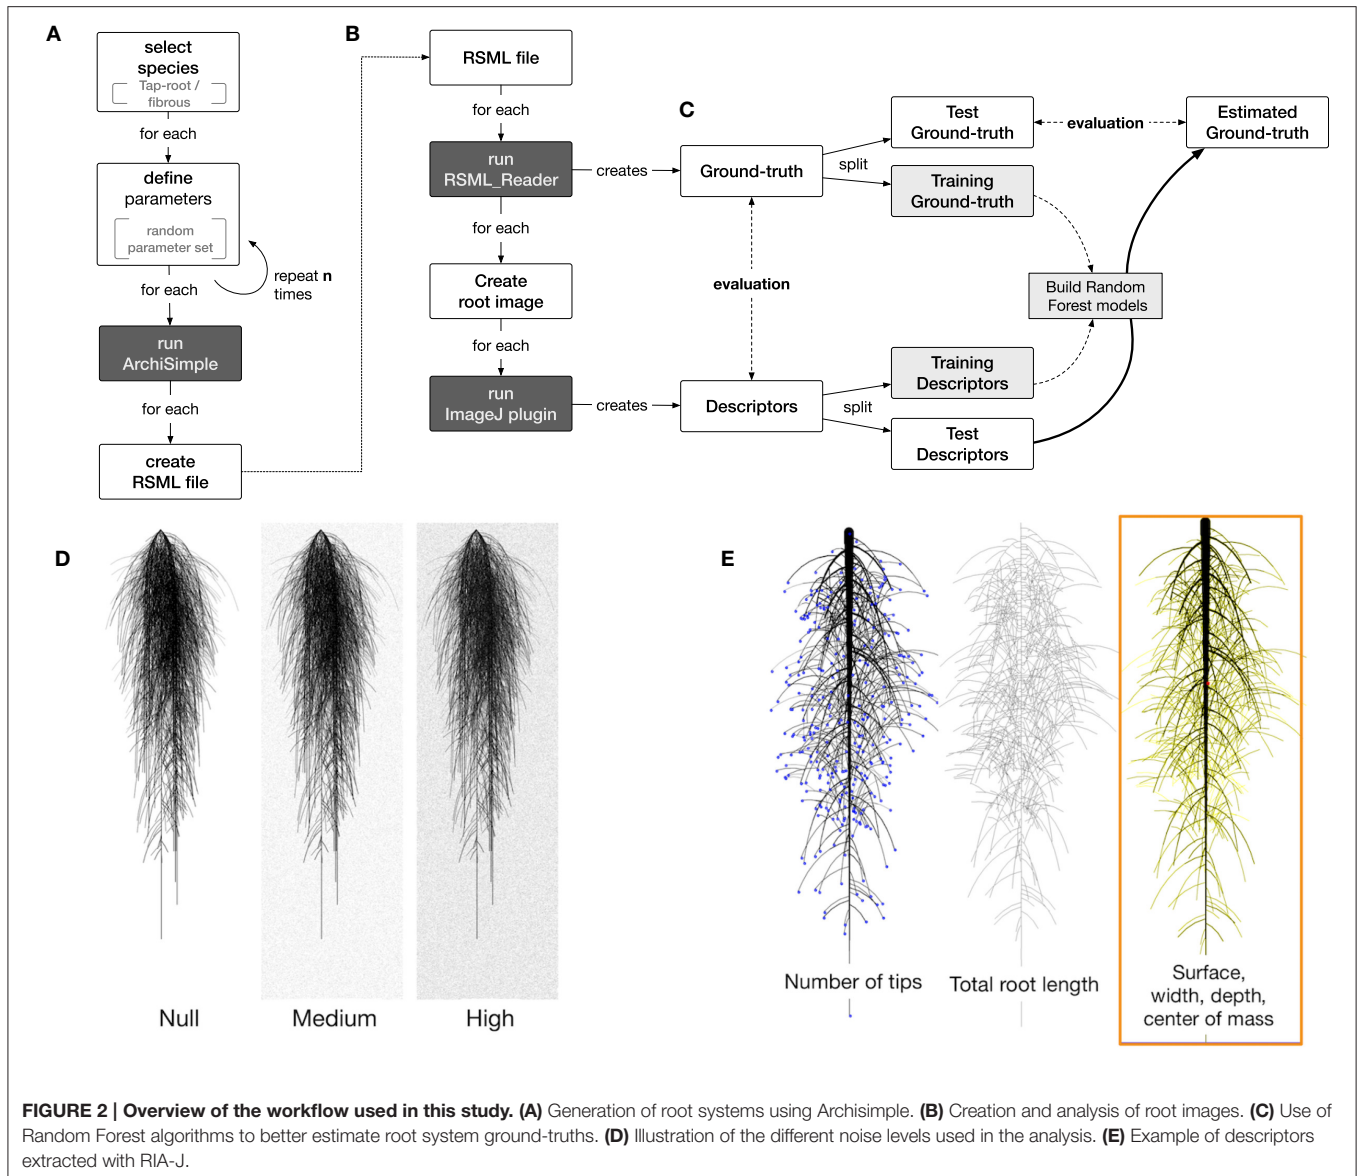 A
select
species
Tap-root /
fibrous
for each
define
parameters
random
parameter set
repeat n
times
for each
run
ArchiSimple
for each
create
RSML file
B
RSML file
for each
run
RSML_Reader
creates
for each
Create
root image
for each
run
ImageJ plugin
creates
C
Ground-truth
evaluation
Descriptors
split
Test
Ground-truth
Training
Ground-truth
evaluation
Estimated
Ground-truth
Build Random
Forest models
split
Training
Descriptors
Test
Descriptors
D
Null
Medium
High
E
Number of tips
Total root length
Surface,
width, depth,
center of mass
FIGURE 2 | Overview of the workflow used in this study. (A) Generation of root systems using Archisimple. (B) Creation and analysis of root images. (C) Use of
Random Forest algorithms to better estimate root system ground-truths. (D) Illustration of the different noise levels used in the analysis. (E) Example of descriptors
extracted with RIA-J.